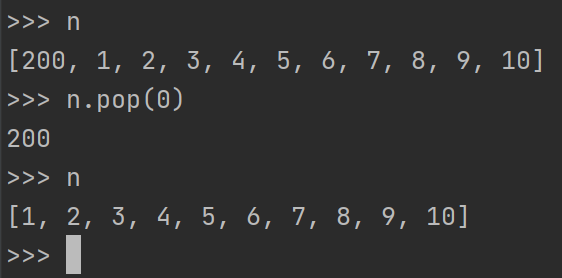 >>> n
[200, 1, 2, 3, 4, 5, 6, 7, 8, 9, 10]
>>> n.pop(0)
200
>>> n
[1, 2, 3, 4, 5, 6, 7, 8, 9, 10]
>>>